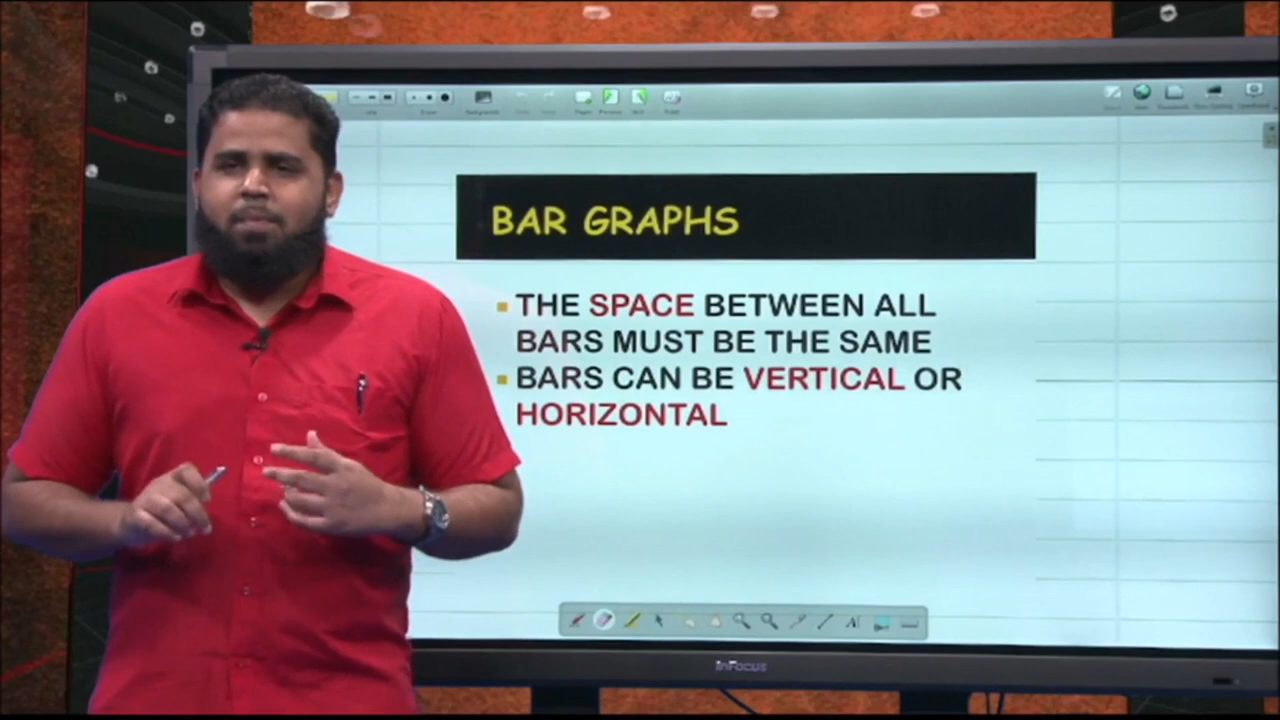 BAR GRAPHS
THE SPACE BETWEEN ALL
BARS MUST BE THE SAME
BARS CAN BE VERTICAL OR
HORIZONTAL
InFocus